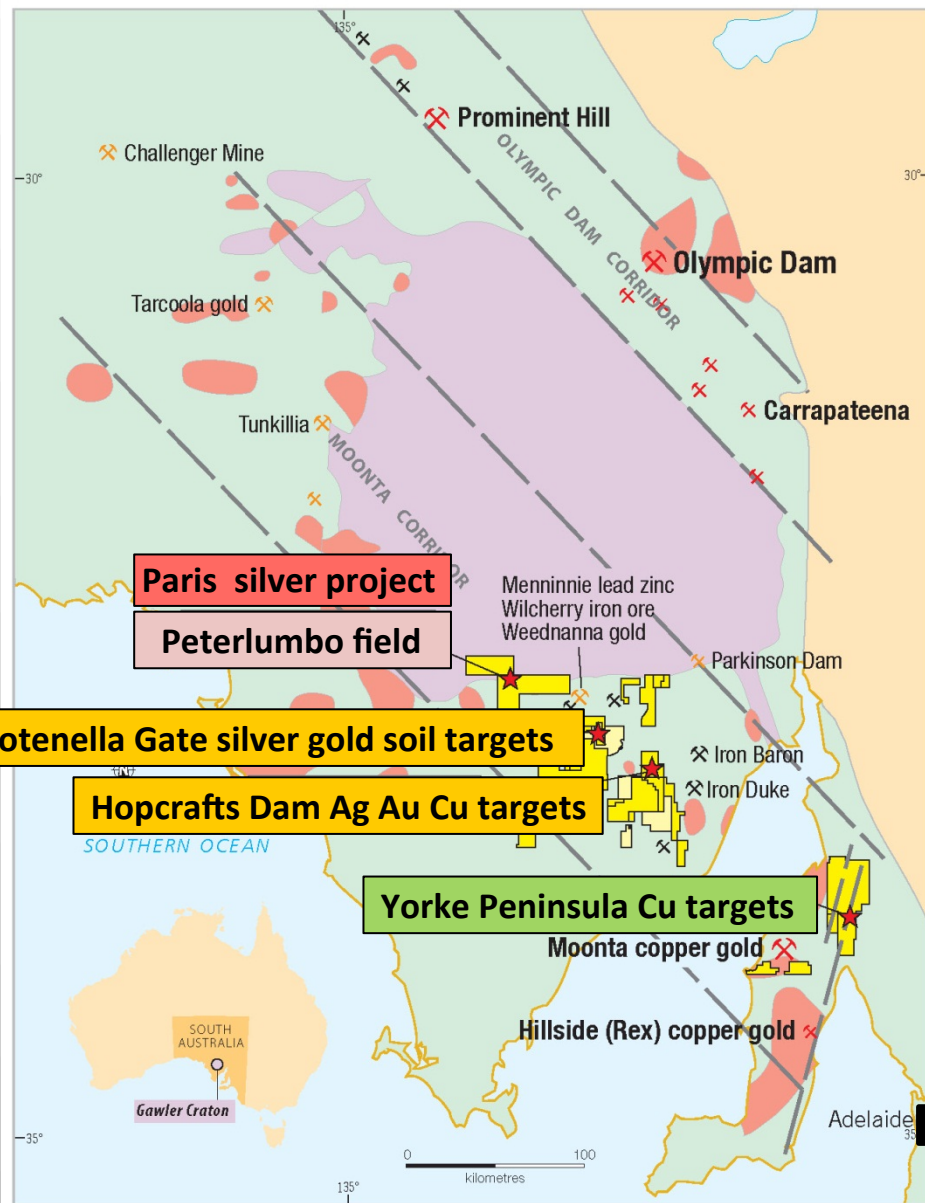 135°
Prominent Hill
OLYMPIC DAM CORRIDOR
Challenger Mine
30°
30°
Olympic Dam
Tarcoola gold
Carrapateena
Tunkillia
MOONTA CORRIDOR
Paris silver project
Menninnie lead zinc
Wilcherry iron ore
Weednanna gold
Peterlumbo field
Parkinson Dam
otenella Gate silver gold soil targets
Iron Baron
Iron Duke
Hopcrafts Dam Ag Au Cu targets
SOUTHERN OCEAN
Yorke Peninsula Cu targets
Moonta copper gold
Hillside (Rex) copper gold
SOUTH
AUSTRALIA
Gawler Craton
Adelaide
35°
35
0 100
kilometres
135°